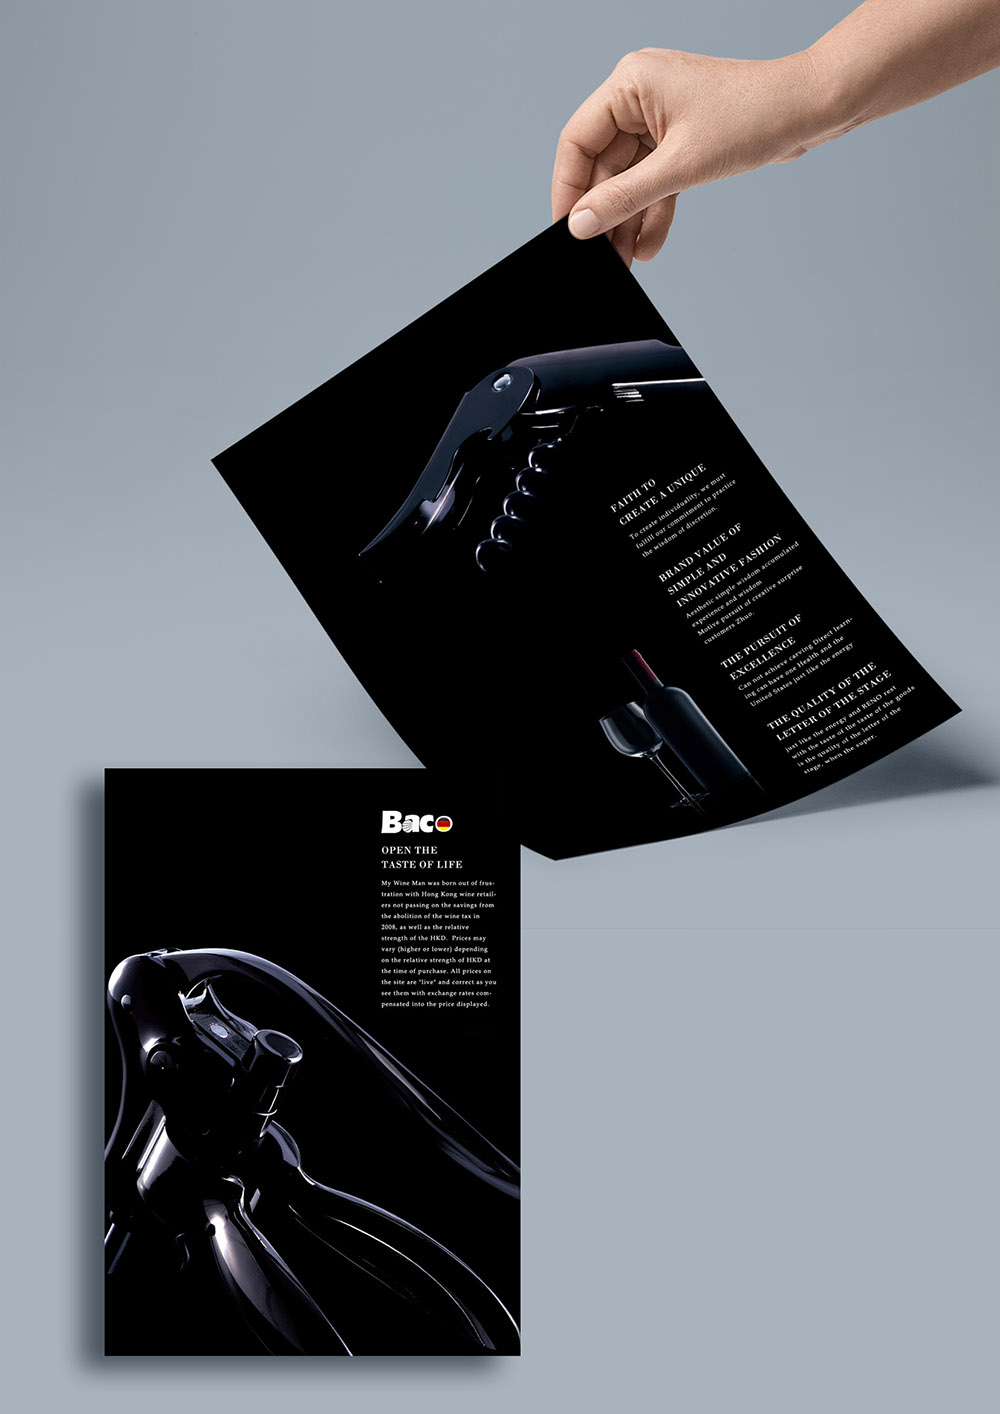 FAITH TO
CREATE A UNIQUE
To create individuality, we must
fulfill our commitment to practice
the wisdom of discretion.
BRAND VALUE OF
SIMPLE AND
INNOVATIVE FASHION
Aesthetic simple wisdom accumulated
experience and wisdom
Motive pursuit of creative surprise
customers Zhuo.
THE PURSUIT OF
EXCELLENCE
Can not achieve carving Direct learn-
ing can have one Health and the
United States just like the energy
THE QUALITY OF THE
LETTER OF THE STAGE
just like the energy and RENO rest
with the taste of the taste of the goods
is the quality of the letter of the
stage, when the super.
Baco
OPEN THE
TASTE OF LIFE
My Wine Man was born out of frus-
tration with Hong Kong wine retail-
ers not passing on the savings from
the abolition of the wine tax in
2008, as well as the relative
strength of the HKD. Prices may
vary (higher or lower) depending
on the relative strength of HKD at
the time of purchase. All prices on
the site are "live" and correct as you
see them with exchange rates com-
pensated into the price displayed.